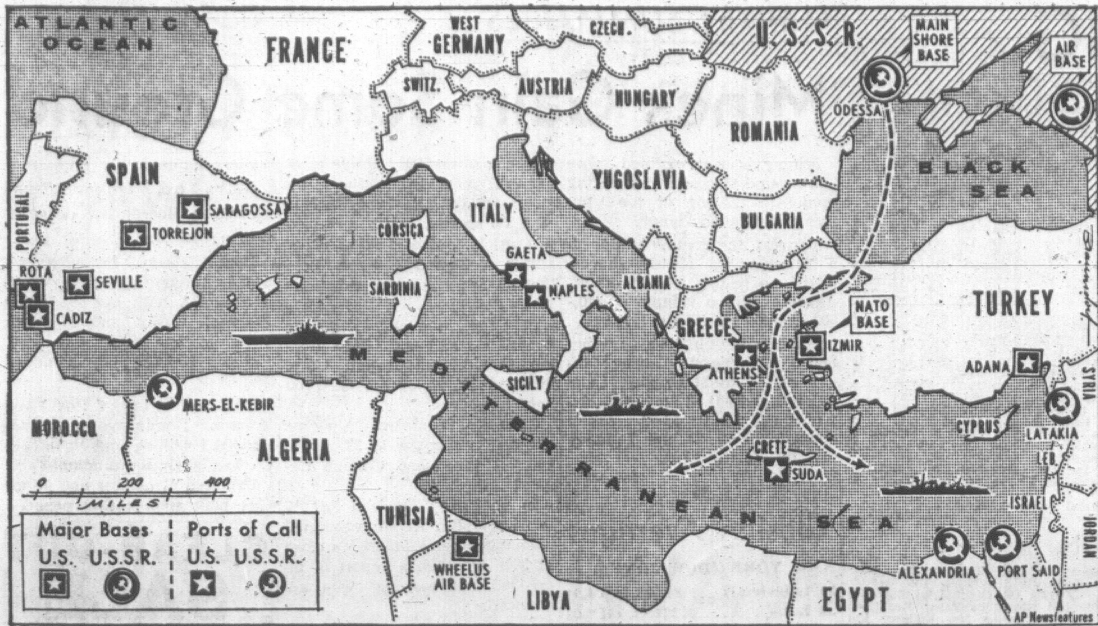 ATLANTIC
OCEAN
FRANCE
WEST
GERMANY
CZECH.
U.S.S.R.
MAIN
SHORE
BASE
AIR
BASE
SWITZ.
AUSTRIA
HUNGARY
ODESSA
ROMANIA
SPAIN
YUGOSLAVIA
BLACK
SEA
PORTUGAL
SARAGOSSA
TORREJON
ITALY
BULGARIA
CORSICA
GAETA
ROTA
SEVILLE
SARDINIA
NAPLES
ALBANIA
CADIZ
NATO
BASE
TURKEY
GREECE
IZMIR
ATHENS
ADANA
MEDITERRANEAN SEA
SICILY
SYRIA
MERS-EL-KEBIR
CYPRUS
LATAKIA
MOROCCO
ALGERIA
CRETE
SUDA
LEB.
0 200 400
MILES
ISRAEL
TUNISIA
JORDAN
Major Bases
U.S. U.S.S.R.
Ports of Call
U.S. U.S.S.R.
WHEELUS
AIR BASE
ALEXANDRIA
PORT SAID
LIBYA
EGYPT
AP Newsfeatures